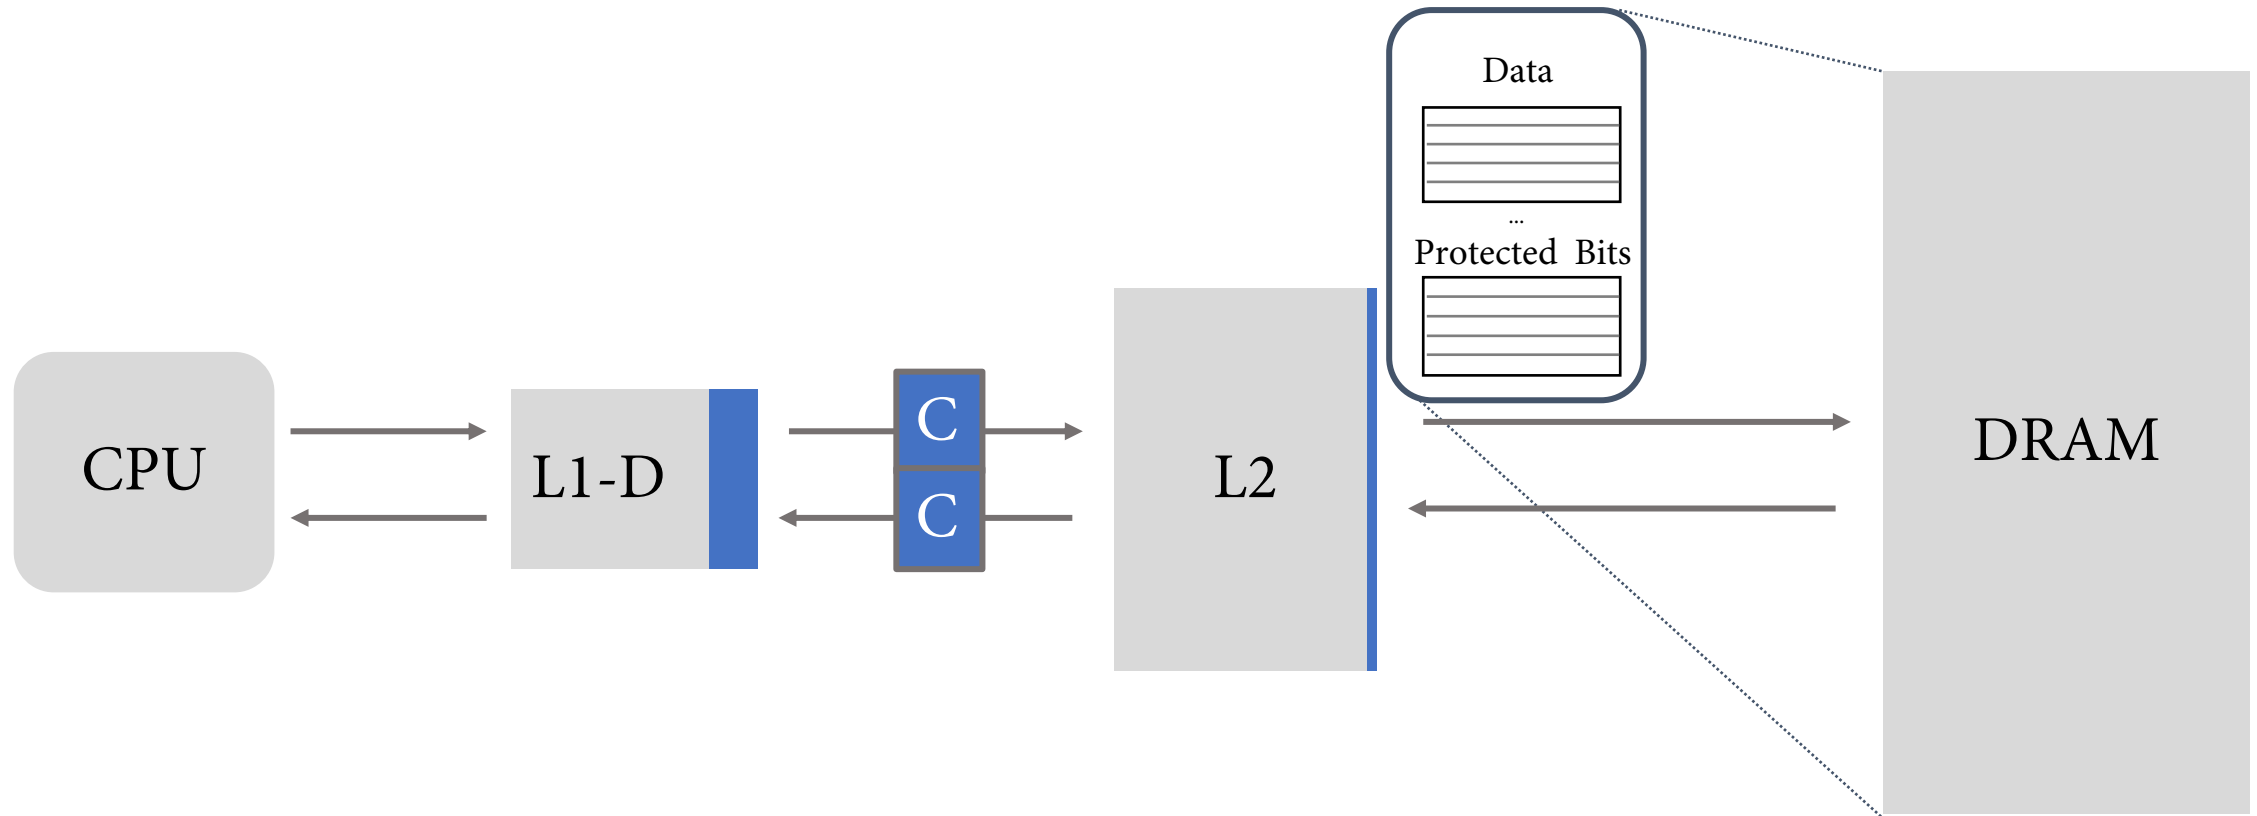 CPU
L1-D
C
C
L2
Data
...
Protected Bits
DRAM